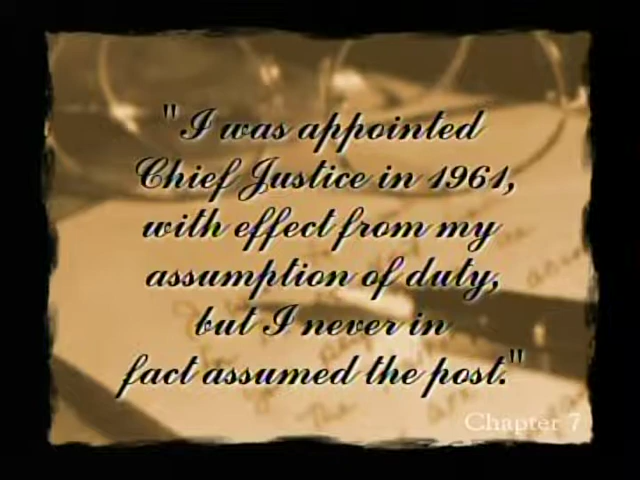 "I was appointed
Chief Justice in 1961,
with effect from my
assumption of duty,
but I never in
fact assumed the post."
Chapter 7